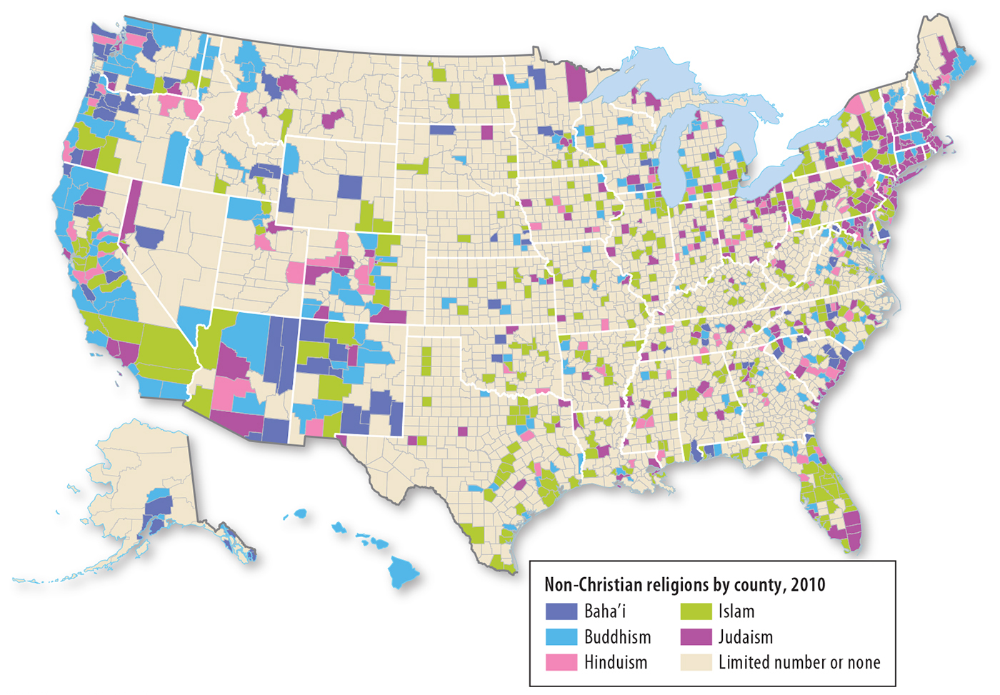 Non-Christian religions by county, 2010
Baha’i
Buddhism
Hinduism
Islam
Judaism
Limited number or none